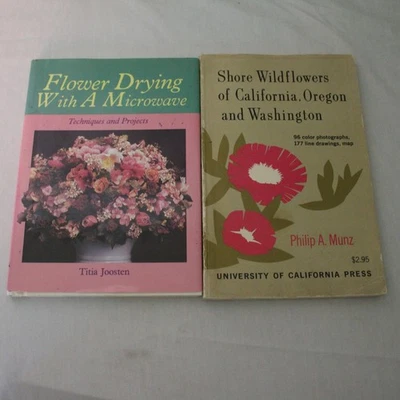 Flower Drying
With A Microwave
Techniques and Projects
Titia Joosten
Shore Wildflowers
of California, Oregon
and Washington
96 color photographs,
177 line drawings, map
Philip A. Munz
$2.95
UNIVERSITY OF CALIFORNIA PRESS